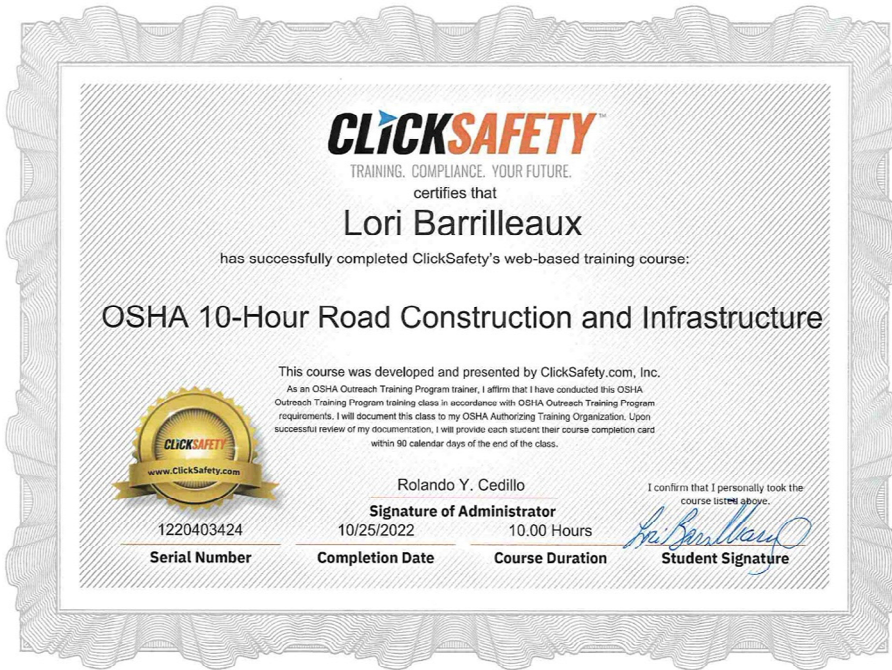 CLICKSAFETY™
TRAINING. COMPLIANCE. YOUR FUTURE.
certifies that
Lori Barrilleaux
has successfully completed ClickSafety's web-based training course:
OSHA 10-Hour Road Construction and Infrastructure
This course was developed and presented by ClickSafety.com, Inc.
As an OSHA Outreach Training Program trainer, I affirm that I have conducted this OSHA
Outreach Training Program training class in accordance with OSHA Outreach Training Program
requirements. I will document this class to my OSHA Authorizing Training Organization. Upon
successful review of my documentation, I will provide each student their course completion card
within 90 calendar days of the end of the class.
CLICKSAFETY
www.ClickSafety.com
Rolando Y. Cedillo
Signature of Administrator
I confirm that I personally took the
course listed above.
1220403424
10/25/2022
10.00 Hours
Lori Barrilleaux
Serial Number
Completion Date
Course Duration
Student Signature